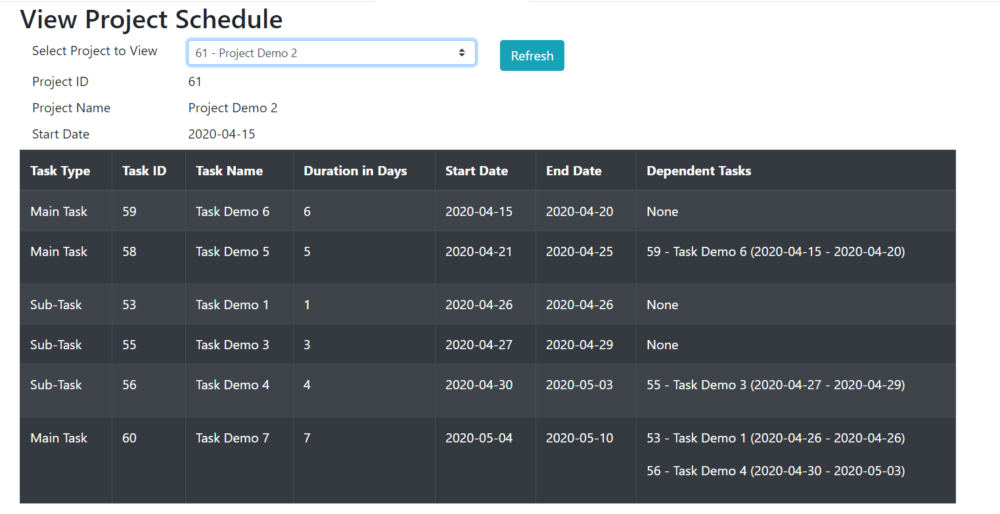 View Project Schedule
Select Project to View 61 - Project Demo 2 Refresh
Project ID 61
Project Name Project Demo 2
Start Date 2020-04-15
Task Type Task ID Task Name Duration in Days Start Date End Date Dependent Tasks
Main Task 59 Task Demo 6 6 2020-04-15 2020-04-20 None
Main Task 58 Task Demo 5 5 2020-04-21 2020-04-25 59 - Task Demo 6 (2020-04-15 - 2020-04-20)
Sub-Task 53 Task Demo 1 1 2020-04-26 2020-04-26 None
Sub-Task 55 Task Demo 3 3 2020-04-27 2020-04-29 None
Sub-Task 56 Task Demo 4 4 2020-04-30 2020-05-03 55 - Task Demo 3 (2020-04-27 - 2020-04-29)
Main Task 60 Task Demo 7 7 2020-05-04 2020-05-10 53 - Task Demo 1 (2020-04-26 - 2020-04-26)
56 - Task Demo 4 (2020-04-30 - 2020-05-03)